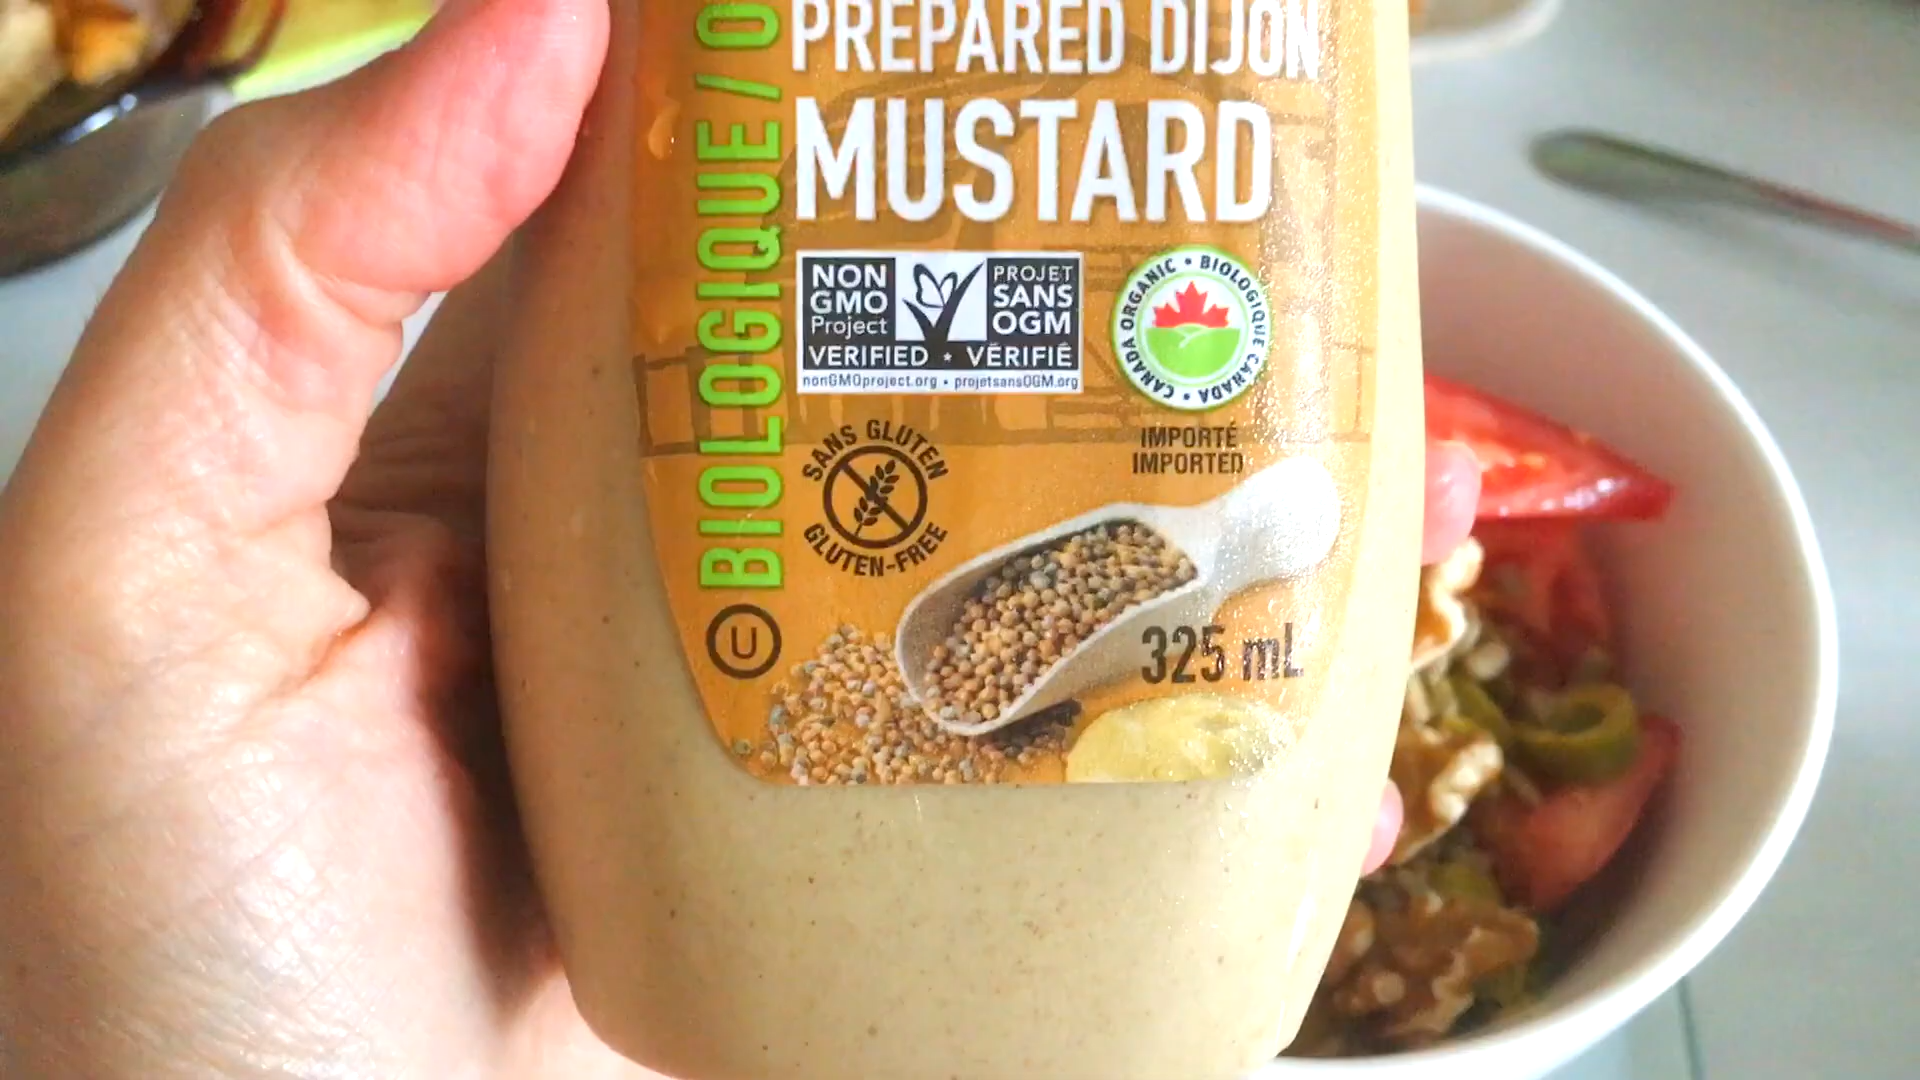 BIOLOGIQUE / O
PREPARED DIJON
MUSTARD
NON
GMO
Project
PROJET
SANS
OGM
VERIFIED * VÉRIFIÉ
nonGMOproject.org • projetsansOGM.org
CANADA ORGANIC • BIOLOGIQUE CANADA •
SANS GLUTEN
GLUTEN-FREE
IMPORTÉ
IMPORTED
U
325 mL